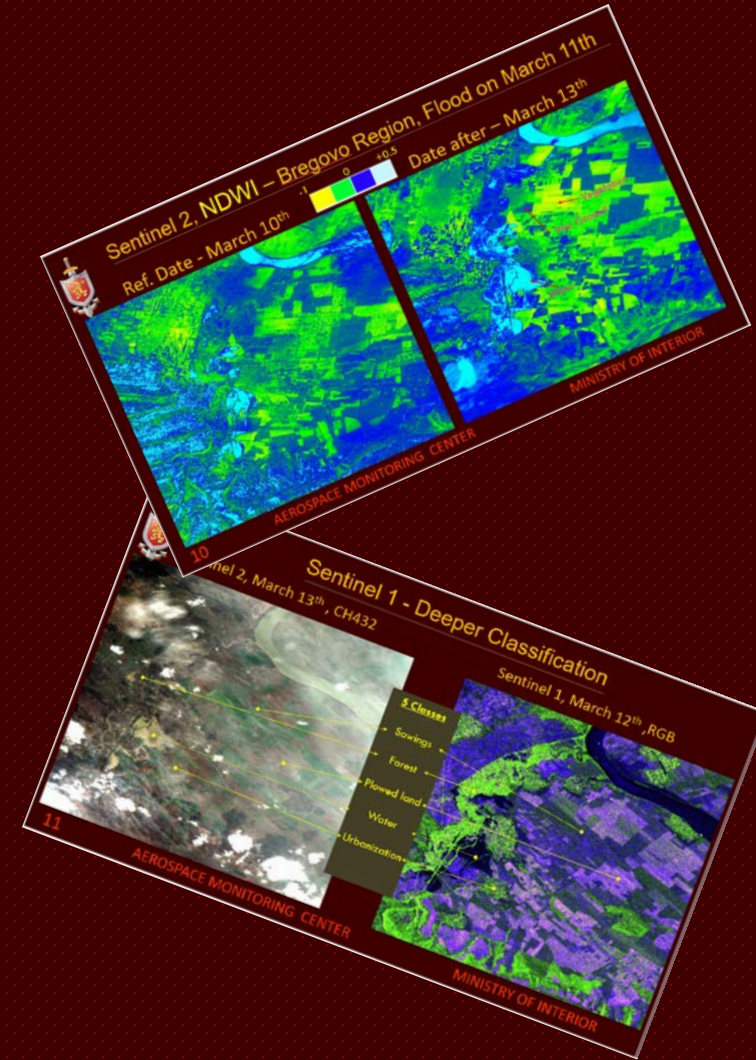 Sentinel 2, NDWI – Bregovo Region, Flood on March 11th
Ref. Date - March 10th
-1 0 +0.5
Date after – March 13th
10
AEROSPACE MONITORING CENTER
MINISTRY OF INTERIOR
Sentinel 1 - Deeper Classification
nel 2, March 13th, CH432
Sentinel 1, March 12th,RGB
5 Classes
Sowings
Forest
Plowed land
Water
Urbanization
11
AEROSPACE MONITORING CENTER
MINISTRY OF INTERIOR